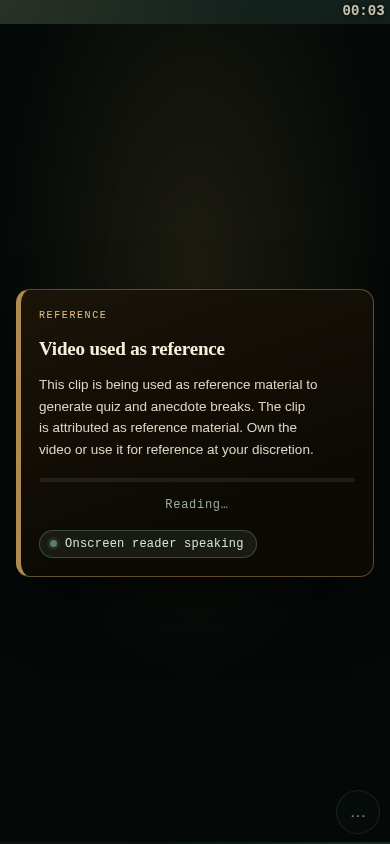 00:03
REFERENCE
Video used as reference
This clip is being used as reference material to
generate quiz and anecdote breaks. The clip
is attributed as reference material. Own the
video or use it for reference at your discretion.
Reading…
Onscreen reader speaking
...